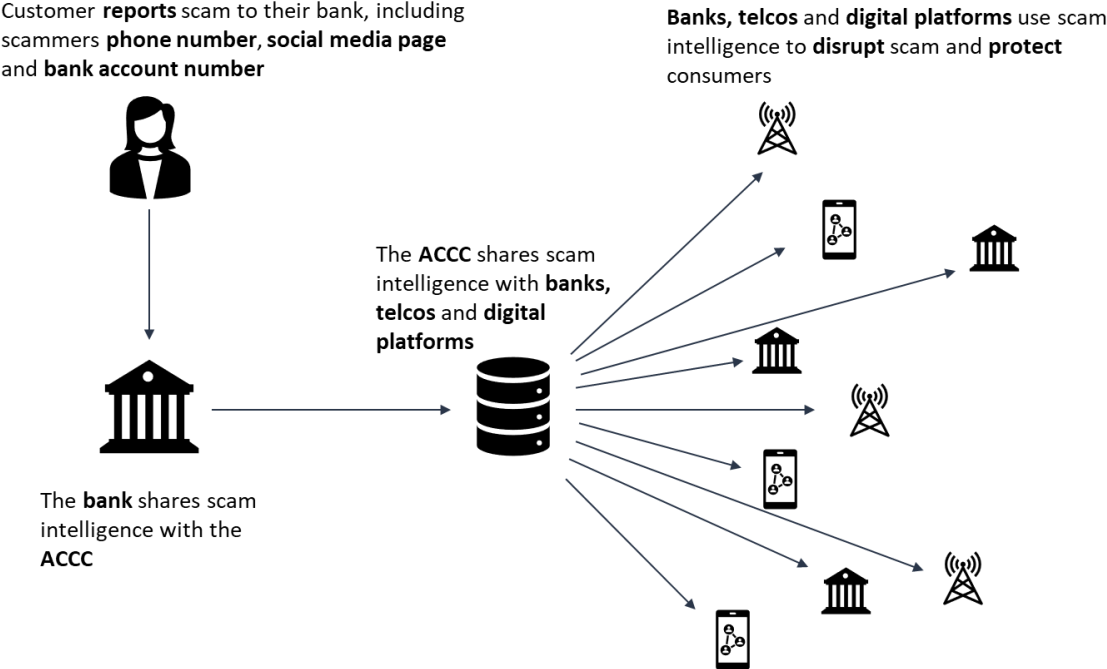 Customer reports scam to their bank, including
scammers phone number, social media page
and bank account number
Banks, telcos and digital platforms use scam
intelligence to disrupt scam and protect
consumers
The ACCC shares scam
intelligence with banks,
telcos and digital
platforms
The bank shares scam
intelligence with the
ACCC